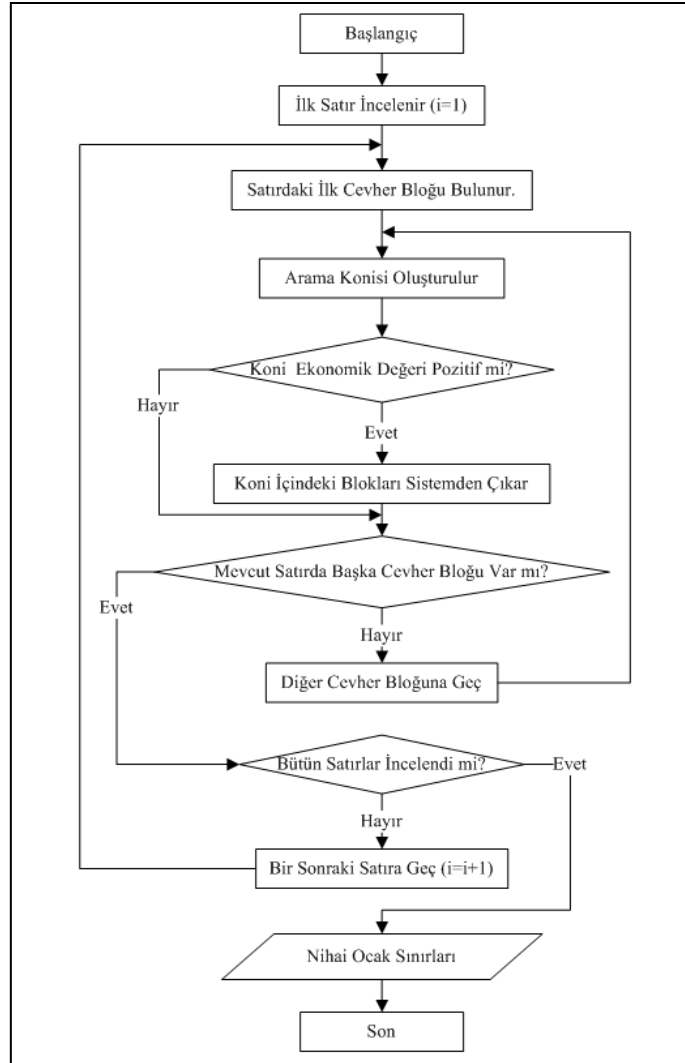 Başlangıç
İlk Satır İncelenir (i=1)
Satırdaki İlk Cevher Bloğu Bulunur.
Arama Konisi Oluşturulur
Koni Ekonomik Değeri Pozitif mi?
Hayır
Evet
Koni İçindeki Blokları Sistemden Çıkar
Mevcut Satırda Başka Cevher Bloğu Var mı?
Evet
Hayır
Diğer Cevher Bloğuna Geç
Bütün Satırlar İncelendi mi?
Evet
Hayır
Bir Sonraki Satıra Geç (i=i+1)
Nihai Ocak Sınırları
Son